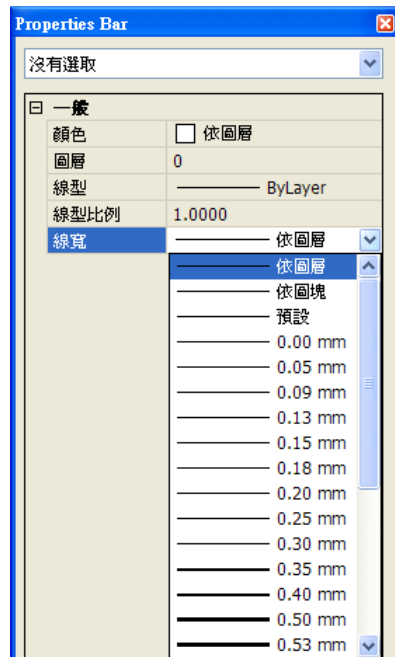 Properties Bar
沒有選取
一般
顏色 依圖層
圖層 0
線型 ByLayer
線型比例 1.0000
線寬 依圖層
依圖層
依圖塊
預設
0.00 mm
0.05 mm
0.09 mm
0.13 mm
0.15 mm
0.18 mm
0.20 mm
0.25 mm
0.30 mm
0.35 mm
0.40 mm
0.50 mm
0.53 mm